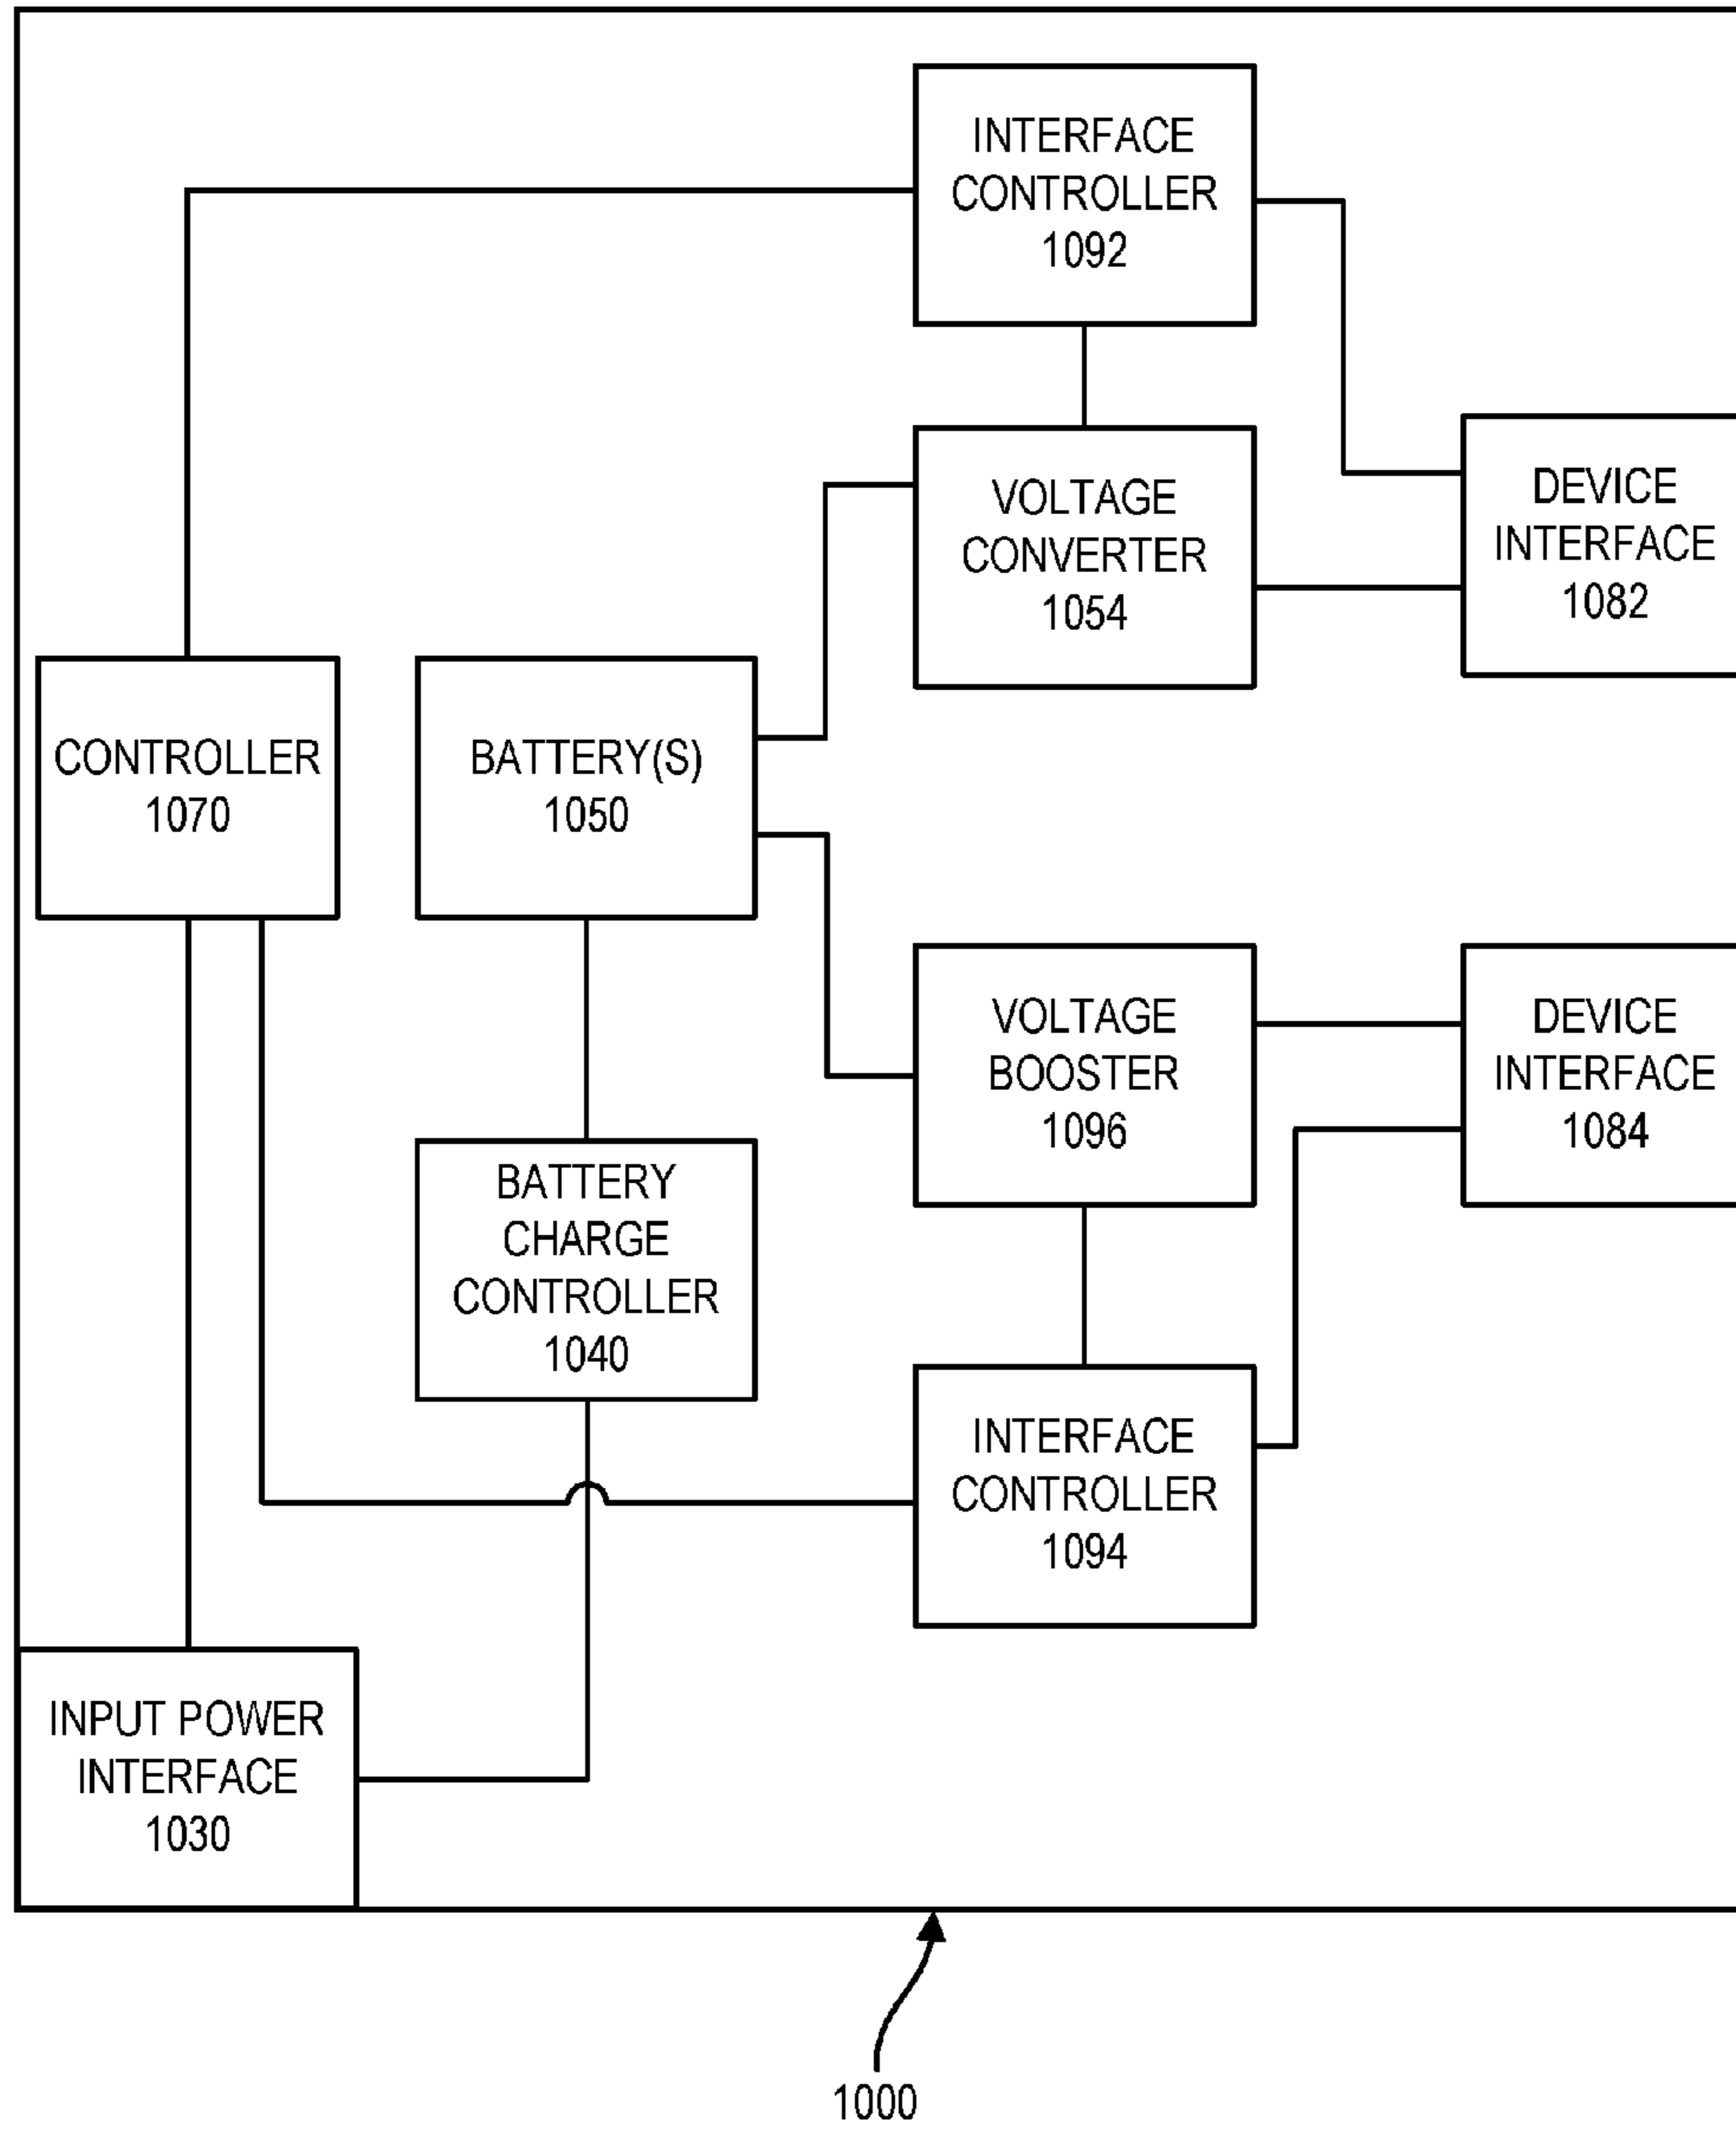 INTERFACE
CONTROLLER
1092
VOLTAGE
CONVERTER
1054
DEVICE
INTERFACE
1082
CONTROLLER
1070
BATTERY(S)
1050
VOLTAGE
BOOSTER
1096
DEVICE
INTERFACE
1084
BATTERY
CHARGE
CONTROLLER
1040
INTERFACE
CONTROLLER
1094
INPUT POWER
INTERFACE
1030
1000